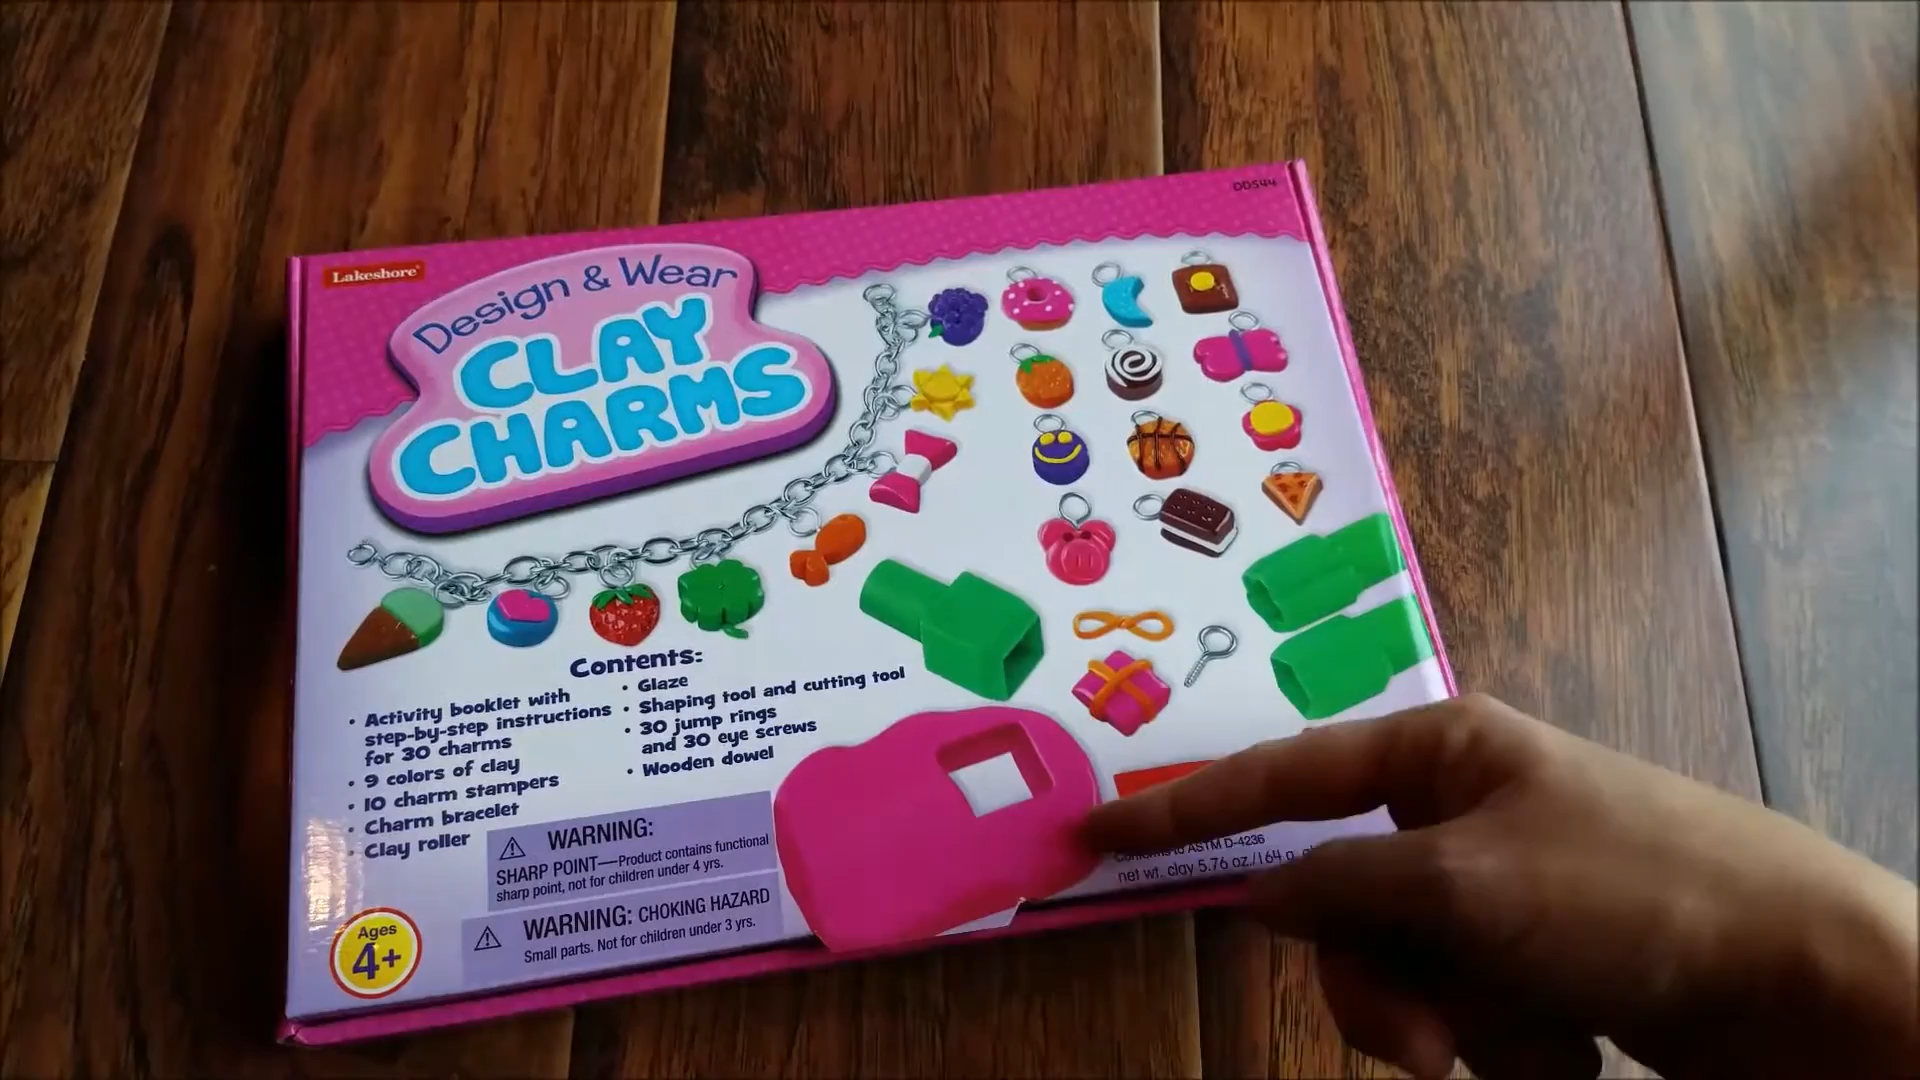 DD544
Lakeshore
Design & Wear
CLAY
CHARMS
Contents:
• Activity booklet with
step-by-step instructions
for 30 charms
• 9 colors of clay
• 10 charm stampers
• Charm bracelet
• Clay roller
• Glaze
• Shaping tool and cutting tool
• 30 jump rings
and 30 eye screws
• Wooden dowel
WARNING:
SHARP POINT—Product contains functional
sharp point, not for children under 4 yrs.
WARNING: CHOKING HAZARD
Small parts. Not for children under 3 yrs.
Ages
4+
Conforms to ASTM D-4236
net wt. clay 5.76 oz./164 g